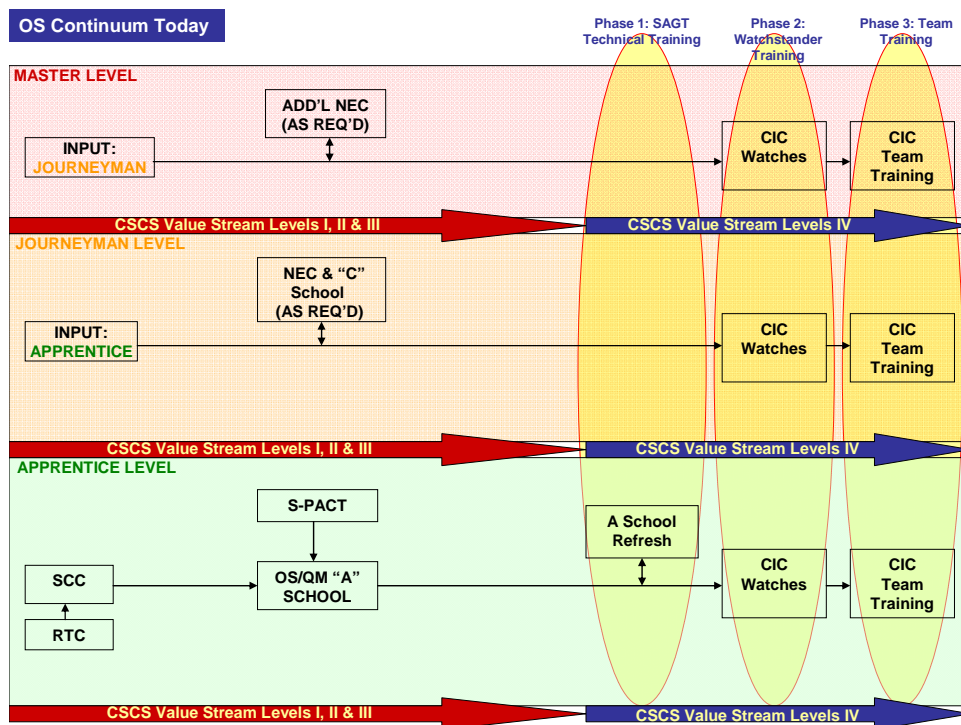 OS Continuum Today
Phase 1: SAGT
Technical Training
Phase 2:
Watchstander
Training
Phase 3: Team
Training
MASTER LEVEL
ADD'L NEC
(AS REQ'D)
INPUT:
JOURNEYMAN
CIC
Watches
CIC
Team
Training
CSCS Value Stream Levels I, II & III
CSCS Value Stream Levels IV
JOURNEYMAN LEVEL
NEC & “C”
School
(AS REQ'D)
INPUT:
APPRENTICE
CIC
Watches
CIC
Team
Training
CSCS Value Stream Levels I, II & III
CSCS Value Stream Levels IV
APPRENTICE LEVEL
S-PACT
A School
Refresh
SCC
OS/QM “A”
SCHOOL
CIC
Watches
CIC
Team
Training
RTC
CSCS Value Stream Levels I, II & III
CSCS Value Stream Levels IV